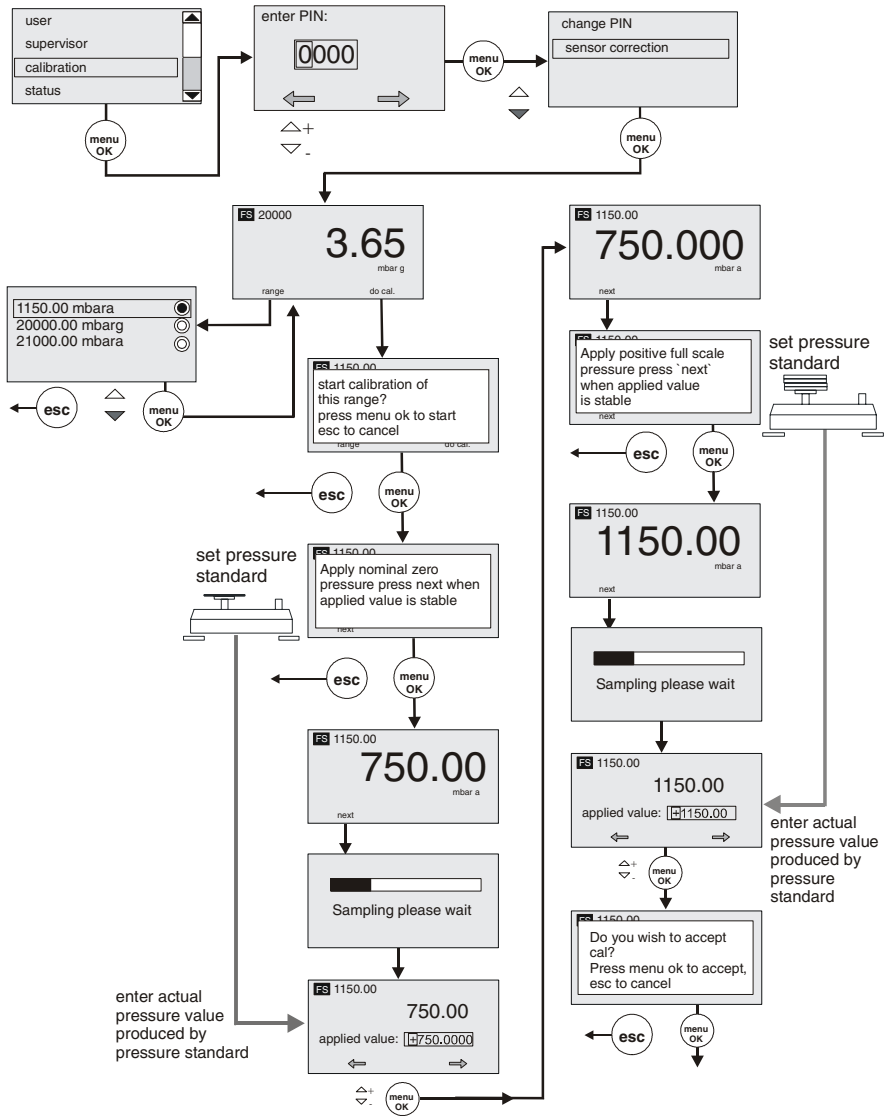 user
supervisor
calibration
status
menu
OK
enter PIN:
0000
+
-
menu
OK
change PIN
sensor correction
menu
OK
FS 20000
3.65
mbar g
range
do cal.
1150.00 mbara
20000.00 mbarg
21000.00 mbara
esc
menu
OK
FS 1150.00
start calibration of
this range?
press menu ok to start
esc to cancel
range
do cal.
esc
menu
OK
set pressure
standard
FS 1150.00
Apply nominal zero
pressure press next when
applied value is stable
next
esc
menu
OK
FS 1150.00
750.00
mbar a
next
Sampling please wait
enter actual
pressure value
produced by
pressure standard
FS 1150.00
750.00
applied value: +750.0000
+
-
menu
OK
FS 1150.00
750.000
mbar a
next
FS 1150.00
Apply positive full scale
pressure press `next`
when applied value
is stable
next
set pressure
standard
esc
menu
OK
FS 1150.00
1150.00
mbar a
next
Sampling please wait
FS 1150.00
1150.00
applied value: +1150.00
enter actual
pressure value
produced by
pressure
standard
+
-
menu
OK
FS 1150.00
Do you wish to accept
cal?
Press menu ok to accept,
esc to cancel
esc
menu
OK